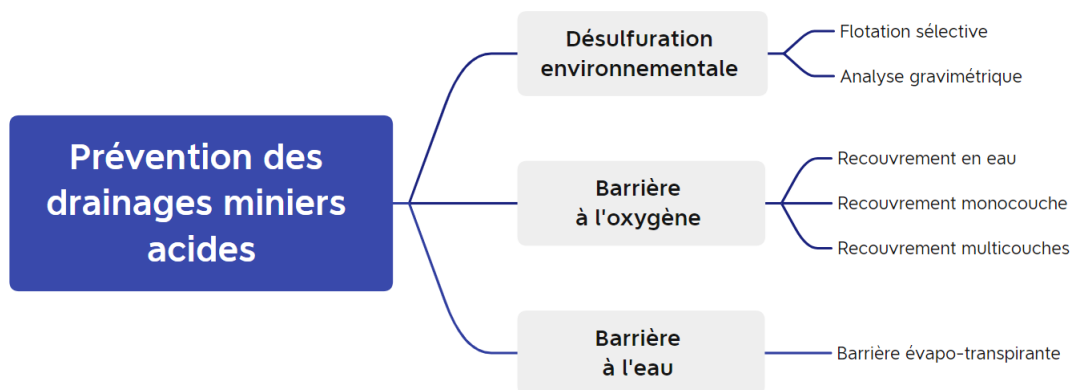 Prévention des
drainages miniers
acides
Désulfuration
environnementale
Flotation sélective
Analyse gravimétrique
Barrière
à l'oxygène
Recouvrement en eau
Recouvrement monocouche
Recouvrement multicouches
Barrière
à l'eau
Barrière évapo-transpirante